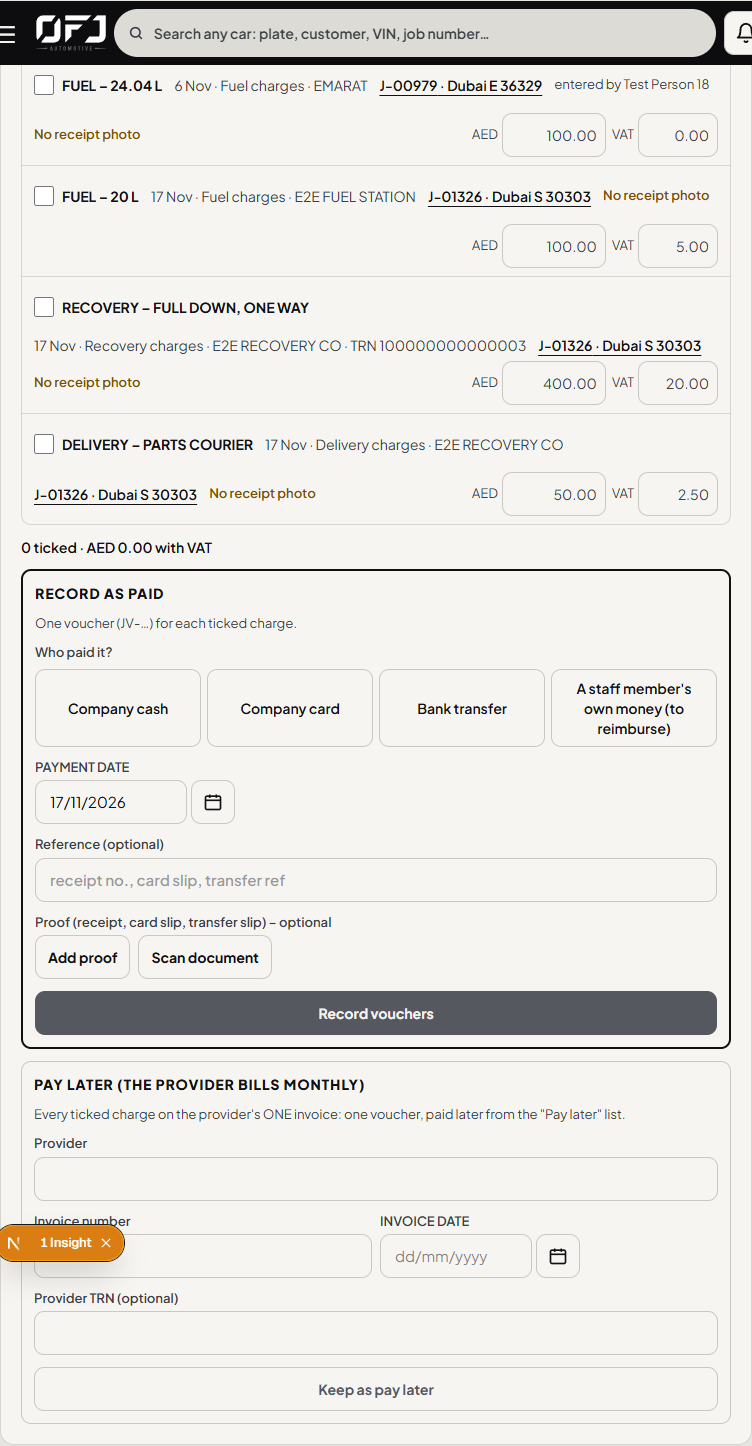 OFJ
AUTOMOTIVE
Search any car: plate, customer, VIN, job number…
FUEL – 24.04 L 6 Nov · Fuel charges · EMARAT J-00979 · Dubai E 36329 entered by Test Person 18
No receipt photo AED 100.00 VAT 0.00
FUEL – 20 L 17 Nov · Fuel charges · E2E FUEL STATION J-01326 · Dubai S 30303 No receipt photo
AED 100.00 VAT 5.00
RECOVERY – FULL DOWN, ONE WAY
17 Nov · Recovery charges · E2E RECOVERY CO · TRN 100000000000003 J-01326 · Dubai S 30303
No receipt photo AED 400.00 VAT 20.00
DELIVERY – PARTS COURIER 17 Nov · Delivery charges · E2E RECOVERY CO
J-01326 · Dubai S 30303 No receipt photo AED 50.00 VAT 2.50
0 ticked · AED 0.00 with VAT
RECORD AS PAID
One voucher (JV-…) for each ticked charge.
Who paid it?
Company cash
Company card
Bank transfer
A staff member's
own money (to
reimburse)
PAYMENT DATE
17/11/2026
Reference (optional)
receipt no., card slip, transfer ref
Proof (receipt, card slip, transfer slip) – optional
Add proof Scan document
Record vouchers
PAY LATER (THE PROVIDER BILLS MONTHLY)
Every ticked charge on the provider's ONE invoice: one voucher, paid later from the "Pay later" list.
Provider
Invoice number INVOICE DATE
N 1 Insight
dd/mm/yyyy
Provider TRN (optional)
Keep as pay later